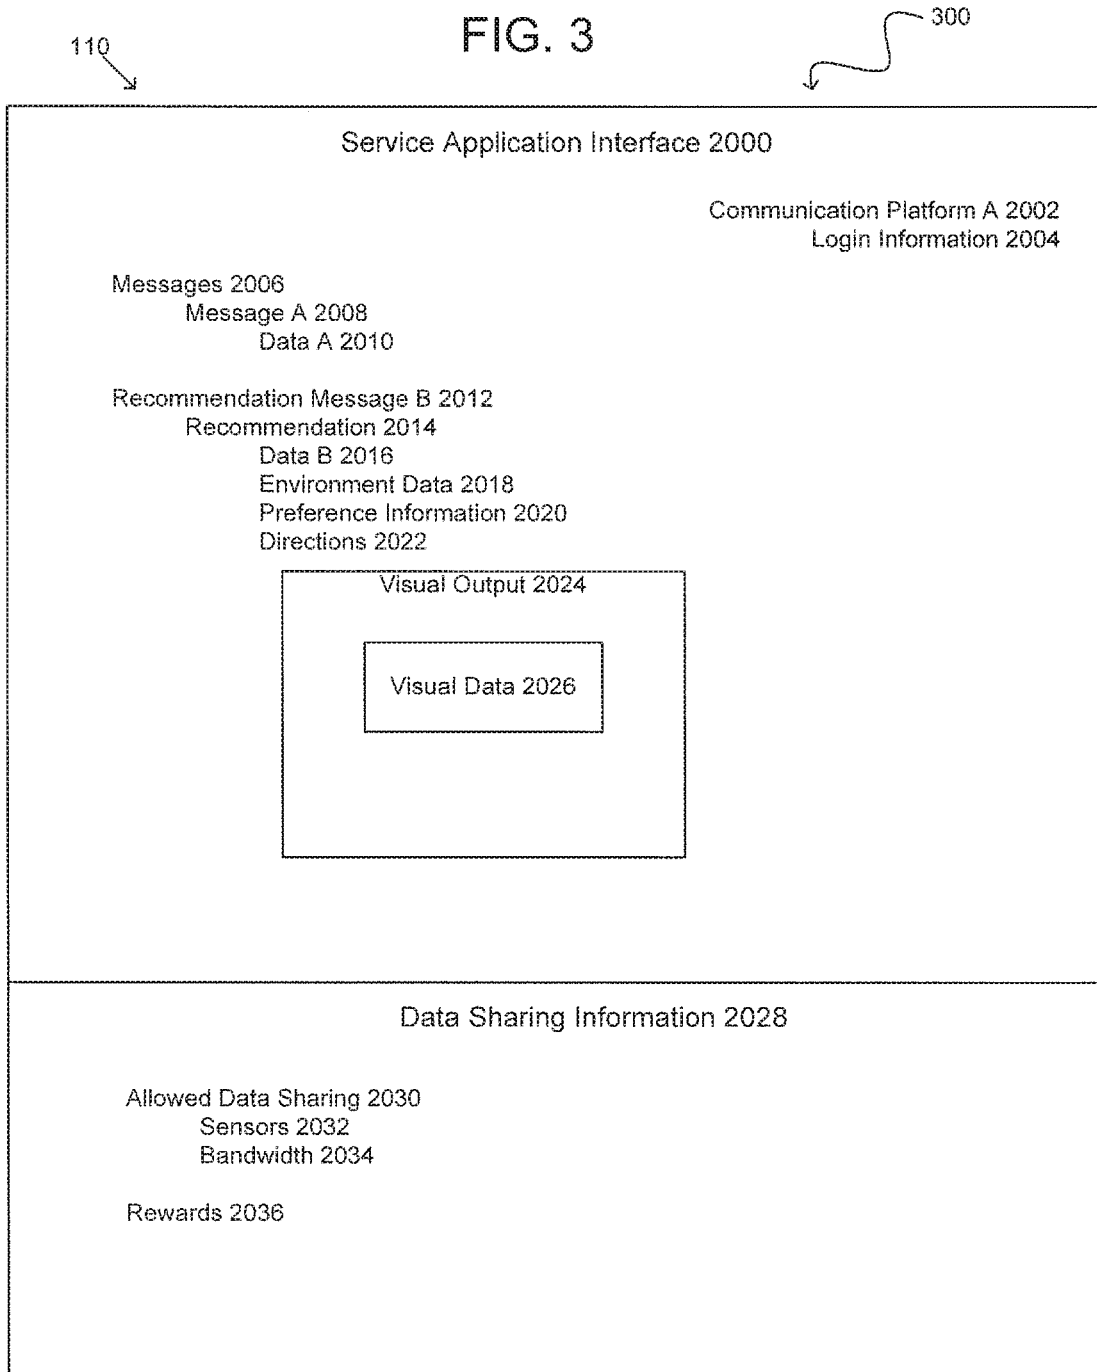 FIG. 3
300
110
Service Application Interface 2000
Communication Platform A 2002
Login Information 2004
Messages 2006
Message A 2008
Data A 2010
Recommendation Message B 2012
Recommendation 2014
Data B 2016
Environment Data 2018
Preference Information 2020
Directions 2022
Visual Output 2024
Visual Data 2026
Data Sharing Information 2028
Allowed Data Sharing 2030
Sensors 2032
Bandwidth 2034
Rewards 2036